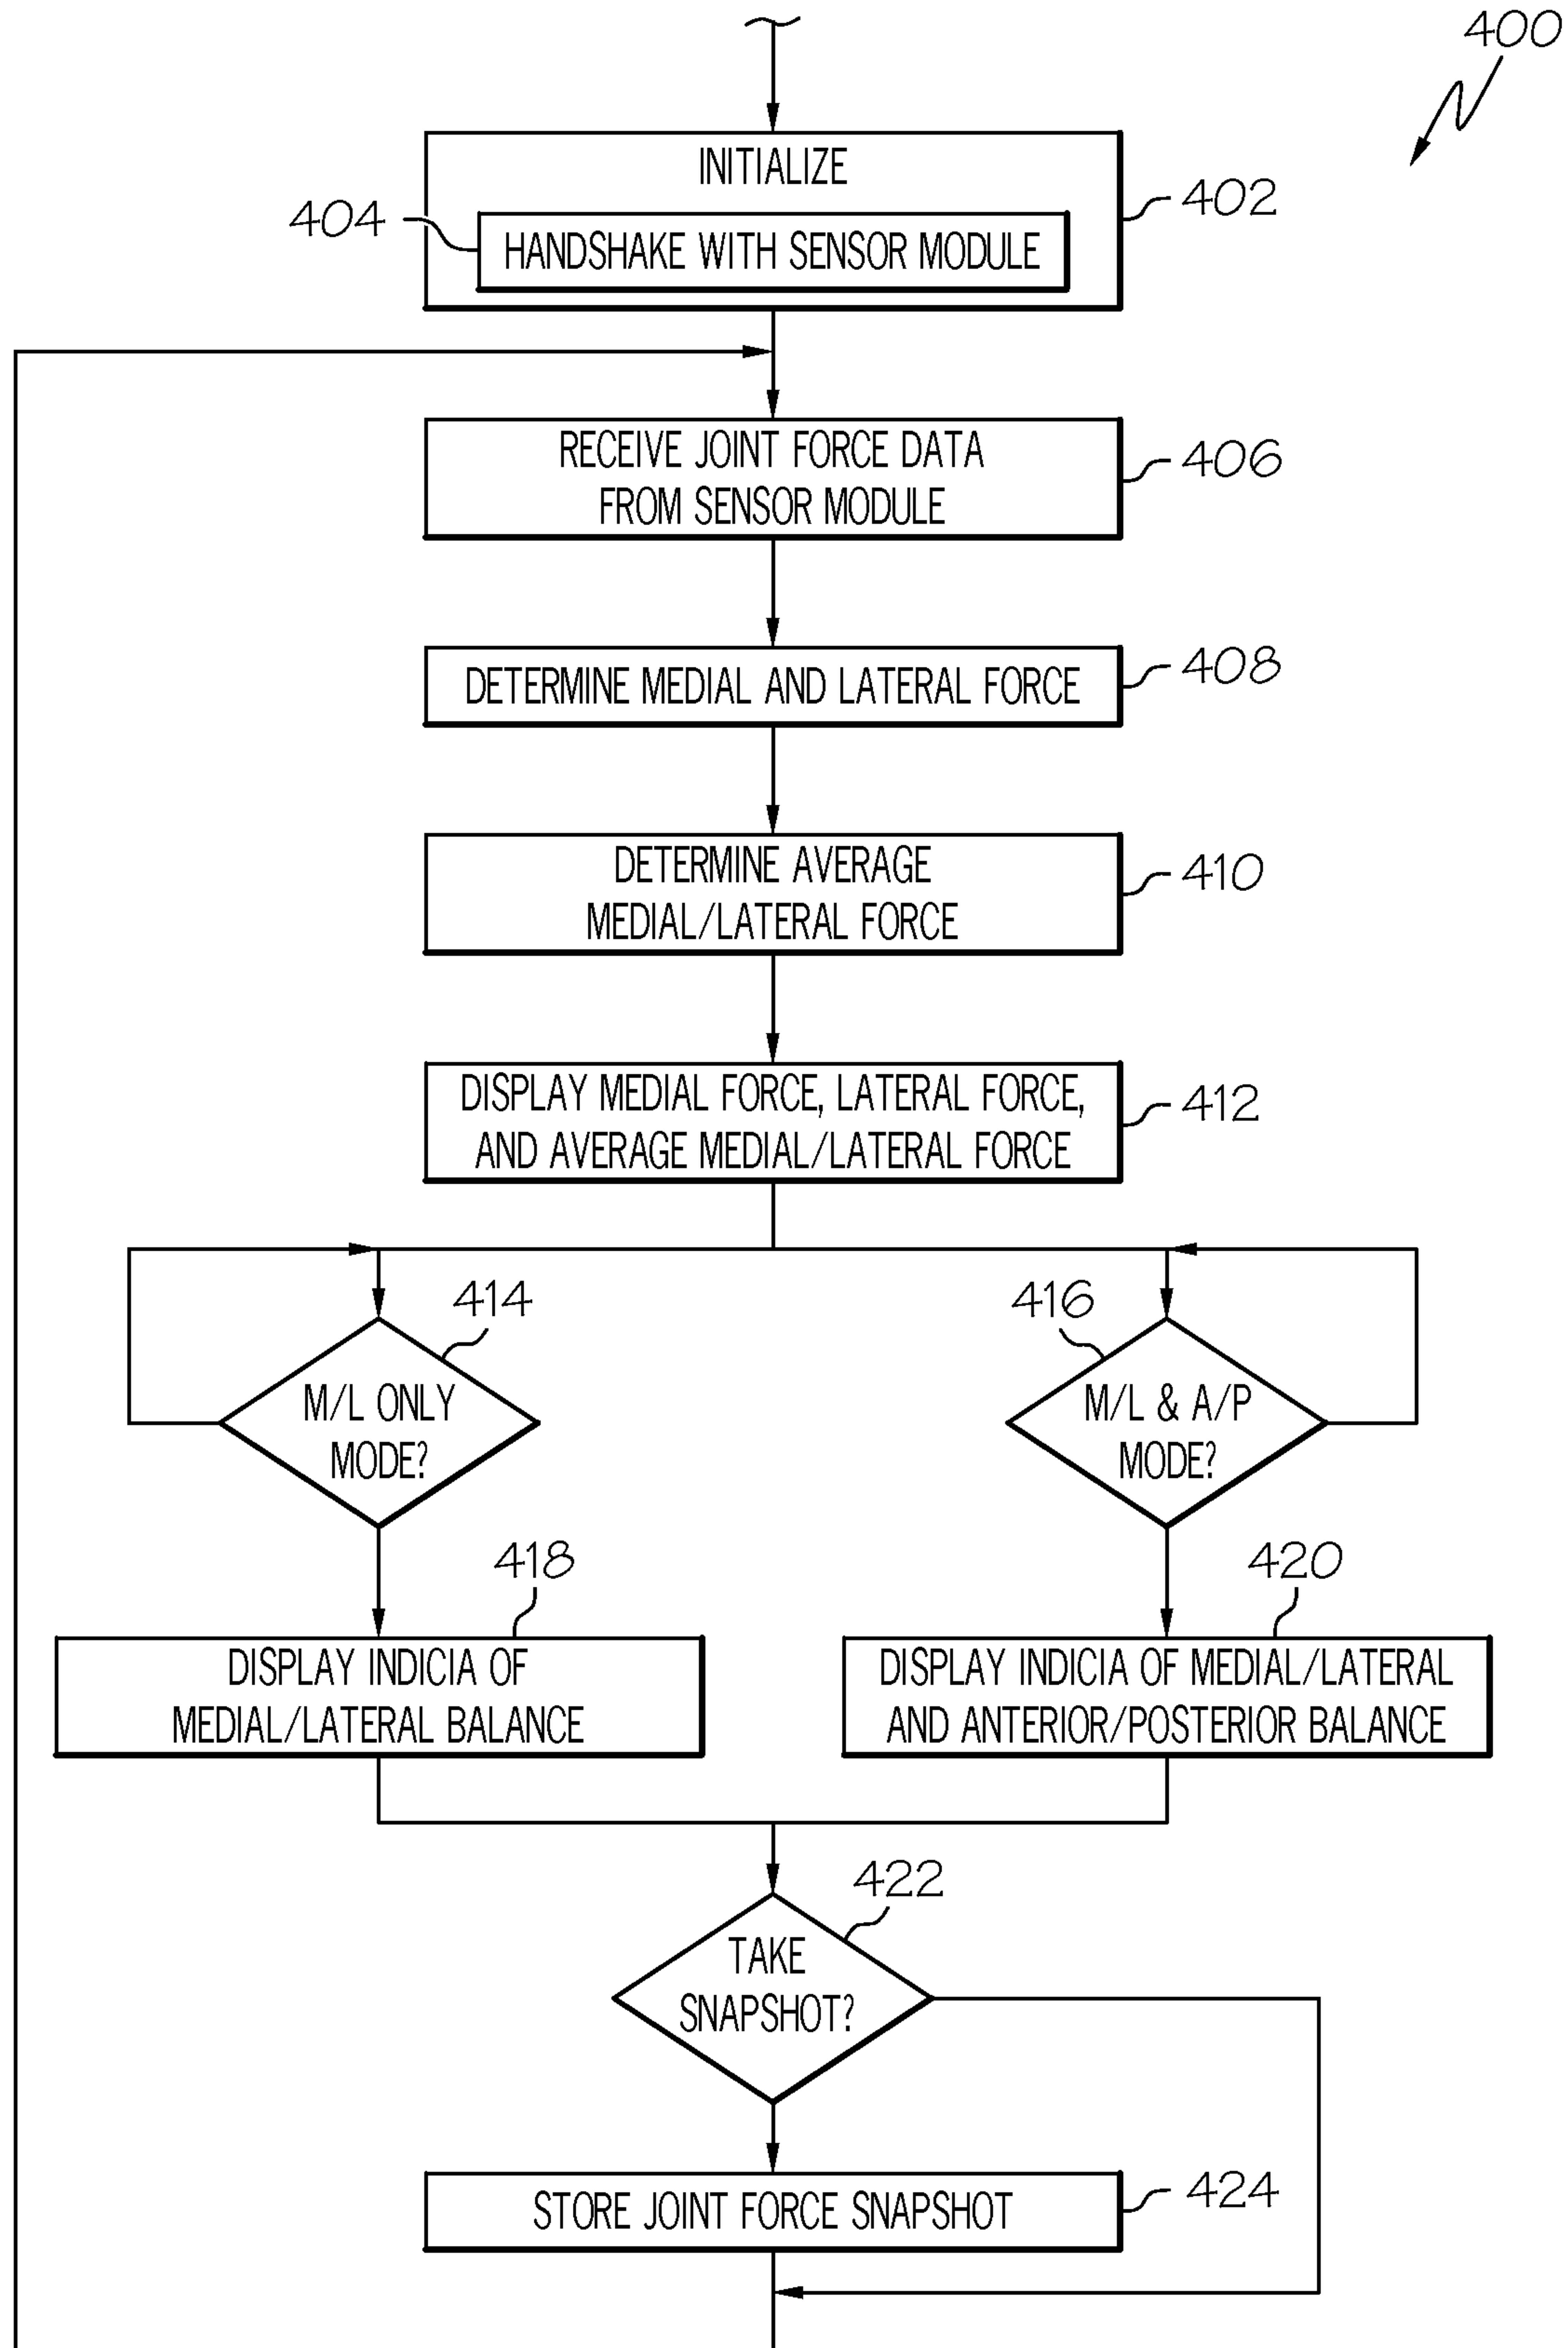 400
INITIALIZE
402
404
HANDSHAKE WITH SENSOR MODULE
RECEIVE JOINT FORCE DATA
FROM SENSOR MODULE
406
DETERMINE MEDIAL AND LATERAL FORCE
408
DETERMINE AVERAGE
MEDIAL/LATERAL FORCE
410
DISPLAY MEDIAL FORCE, LATERAL FORCE,
AND AVERAGE MEDIAL/LATERAL FORCE
412
414
M/L ONLY
MODE?
416
M/L & A/P
MODE?
418
DISPLAY INDICIA OF
MEDIAL/LATERAL BALANCE
420
DISPLAY INDICIA OF MEDIAL/LATERAL
AND ANTERIOR/POSTERIOR BALANCE
422
TAKE
SNAPSHOT?
STORE JOINT FORCE SNAPSHOT
424